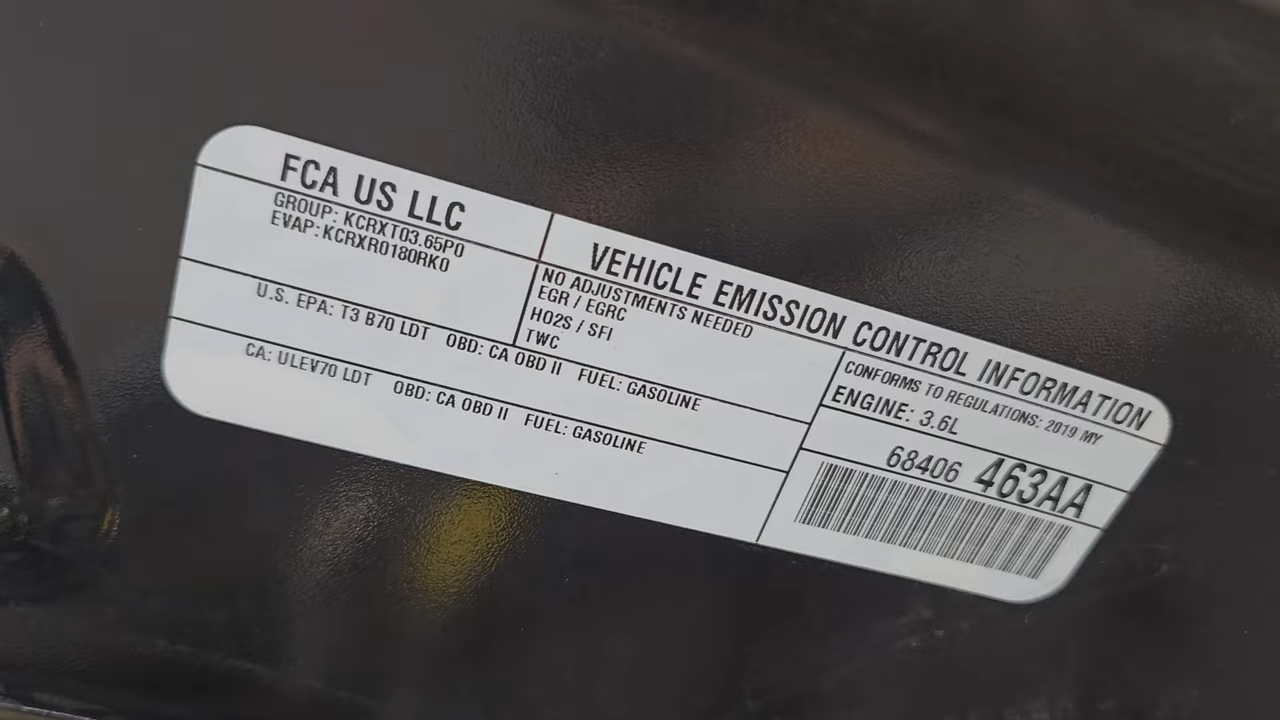 FCA US LLC
GROUP: KCRXT03.65P0
EVAP: KCRXR0180RK0
VEHICLE EMISSION CONTROL INFORMATION
NO ADJUSTMENTS NEEDED
EGR / EGRC
HO2S / SFI
TWC
CONFORMS TO REGULATIONS: 2019 MY
ENGINE: 3.6L
U.S. EPA: T3 B70 LDT OBD: CA OBD II FUEL: GASOLINE
CA: ULEV70 LDT OBD: CA OBD II FUEL: GASOLINE
68406 463AA